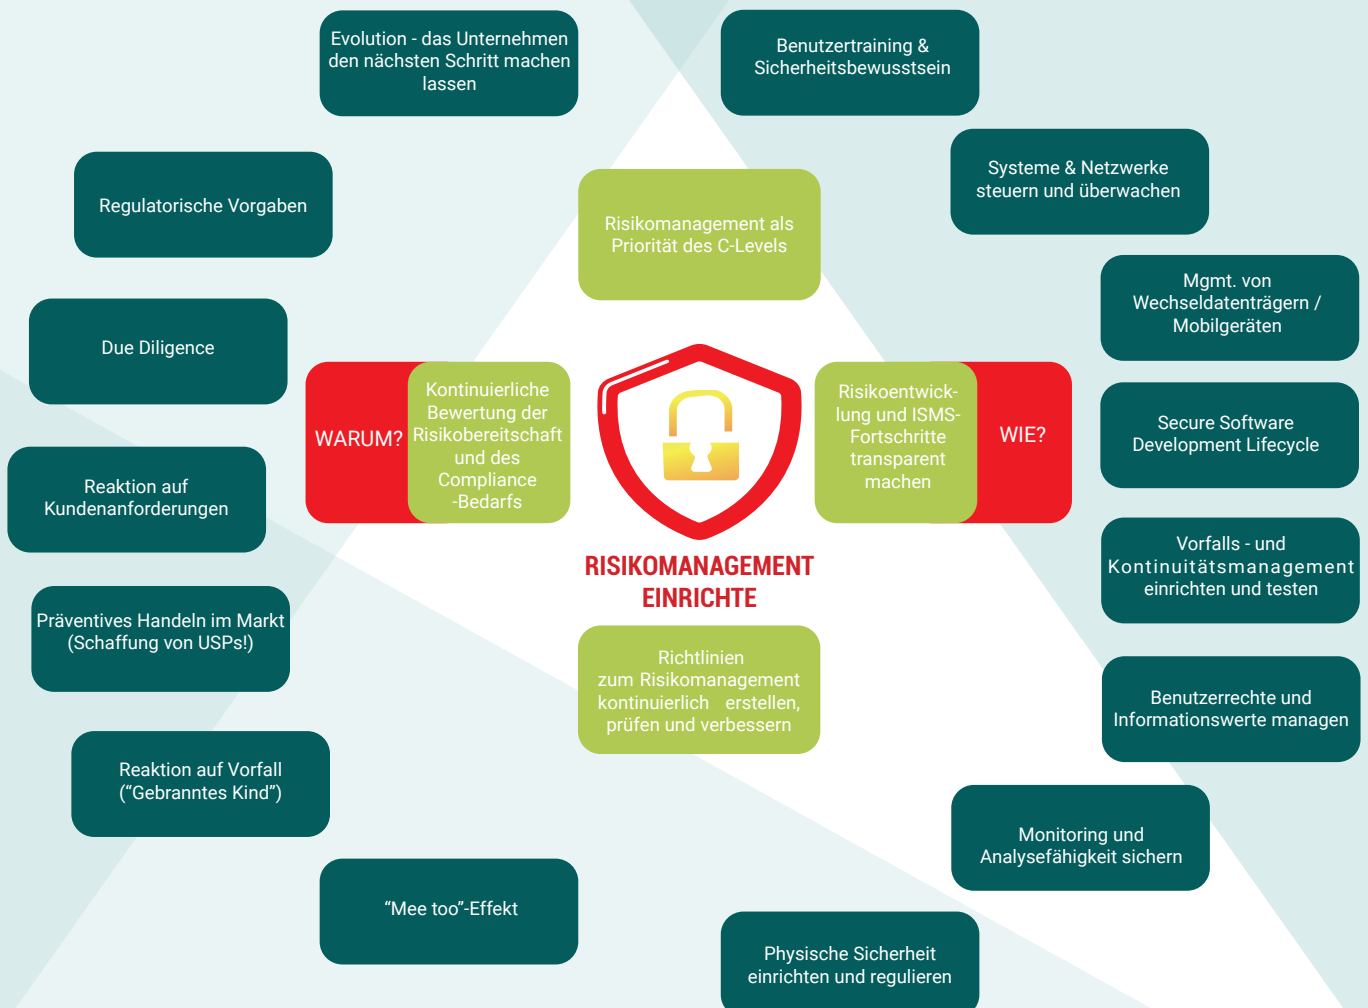 Evolution - das Unternehmen
den nächsten Schritt machen
lassen
Benutzertraining &
Sicherheitsbewusstsein
Regulatorische Vorgaben
Systeme & Netzwerke
steuern und überwachen
Risikomanagement als
Priorität des C-Levels
Mgmt. von
Wechseldatenträgern /
Mobilgeräten
Due Diligence
WARUM?
Kontinuierliche
Bewertung der
Risikobereitschaft
und des
Compliance
-Bedarfs
Risikoentwick-
lung und ISMS-
Fortschritte
transparent
machen
WIE?
Secure Software
Development Lifecycle
Reaktion auf
Kundenanforderungen
RISIKOMANAGEMENT
EINRICHTE
Vorfalls - und
Kontinuitätsmanagement
einrichten und testen
Präventives Handeln im Markt
(Schaffung von USPs!)
Richtlinien
zum Risikomanagement
kontinuierlich erstellen,
prüfen und verbessern
Benutzerrechte und
Informationswerte managen
Reaktion auf Vorfall
(“Gebranntes Kind”)
Monitoring und
Analysefähigkeit sichern
“Mee too”-Effekt
Physische Sicherheit
einrichten und regulieren